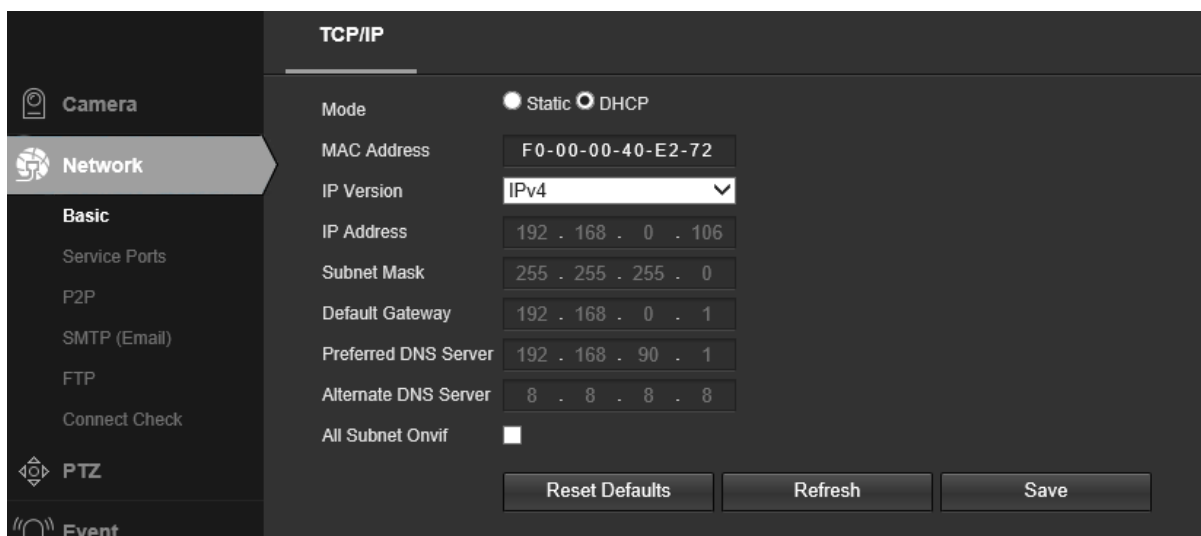 TCP/IP
Camera
Network
Basic
Service Ports
P2P
SMTP (Email)
FTP
Connect Check
PTZ
Event
Mode Static DHCP
MAC Address F0-00-00-40-E2-72
IP Version IPv4
IP Address 192 . 168 . 0 . 106
Subnet Mask 255 . 255 . 255 . 0
Default Gateway 192 . 168 . 0 . 1
Preferred DNS Server 192 . 168 . 90 . 1
Alternate DNS Server 8 . 8 . 8 . 8
All Subnet Onvif
Reset Defaults Refresh Save